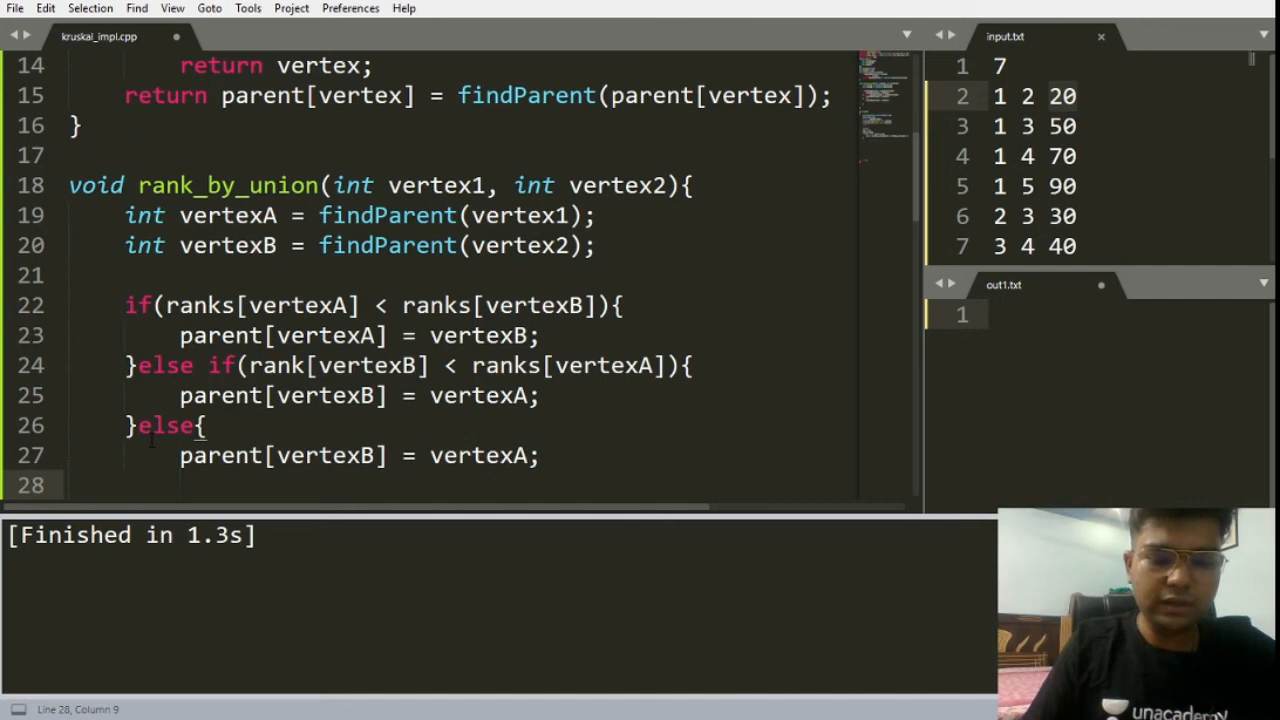 File Edit Selection Find View Goto Tools Project Preferences Help
kruskal_impl.cpp
14 return vertex;
15 return parent[vertex] = findParent(parent[vertex]);
16 }
17
18 void rank_by_union(int vertex1, int vertex2){
19 int vertexA = findParent(vertex1);
20 int vertexB = findParent(vertex2);
21
22 if(ranks[vertexA] < ranks[vertexB]){
23 parent[vertexA] = vertexB;
24 }else if(rank[vertexB] < ranks[vertexA]){
25 parent[vertexB] = vertexA;
26 }else{
27 parent[vertexB] = vertexA;
28
input.txt
1 7
2 1 2 20
3 1 3 50
4 1 4 70
5 1 5 90
6 2 3 30
7 3 4 40
out1.txt
1
[Finished in 1.3s]
unacademy
Line 28, Column 9